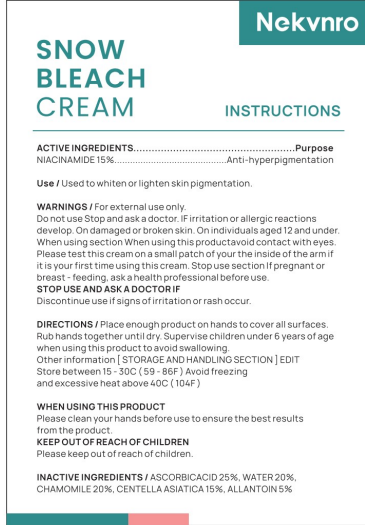 Nekvnro
SNOW
BLEACH
CREAM
INSTRUCTIONS
ACTIVE INGREDIENTS................................................Purpose
NIACINAMIDE 15%.........................................Anti-hyperpigmentation
Use / Used to whiten or lighten skin pigmentation.
WARNINGS / For external use only.
Do not use Stop and ask a doctor. IF irritation or allergic reactions
develop. On damaged or broken skin. On individuals aged 12 and under.
When using section When using this productavoid contact with eyes.
Please test this cream on a small patch of your the inside of the arm if
it is your first time using this cream. Stop use section If pregnant or
breast - feeding, ask a health professional before use.
STOP USE AND ASK A DOCTOR IF
Discontinue use if signs of irritation or rash occur.
DIRECTIONS / Place enough product on hands to cover all surfaces.
Rub hands together until dry. Supervise children under 6 years of age
when using this product to avoid swallowing.
Other information [ STORAGE AND HANDLING SECTION ] EDIT
Store between 15 - 30C ( 59 - 86F ) Avoid freezing
and excessive heat above 40C ( 104F )
WHEN USING THIS PRODUCT
Please clean your hands before use to ensure the best results
from the product.
KEEP OUT OF REACH OF CHILDREN
Please keep out of reach of children.
INACTIVE INGREDIENTS / ASCORBICACID 25%, WATER 20%,
CHAMOMILE 20%, CENTELLA ASIATICA 15%, ALLANTOIN 5%